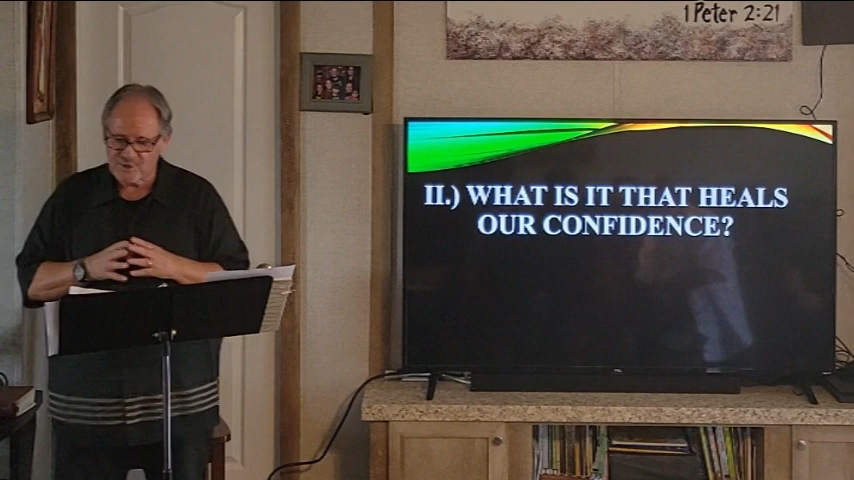 1 Peter 2:21
II.) WHAT IS IT THAT HEALS
OUR CONFIDENCE?